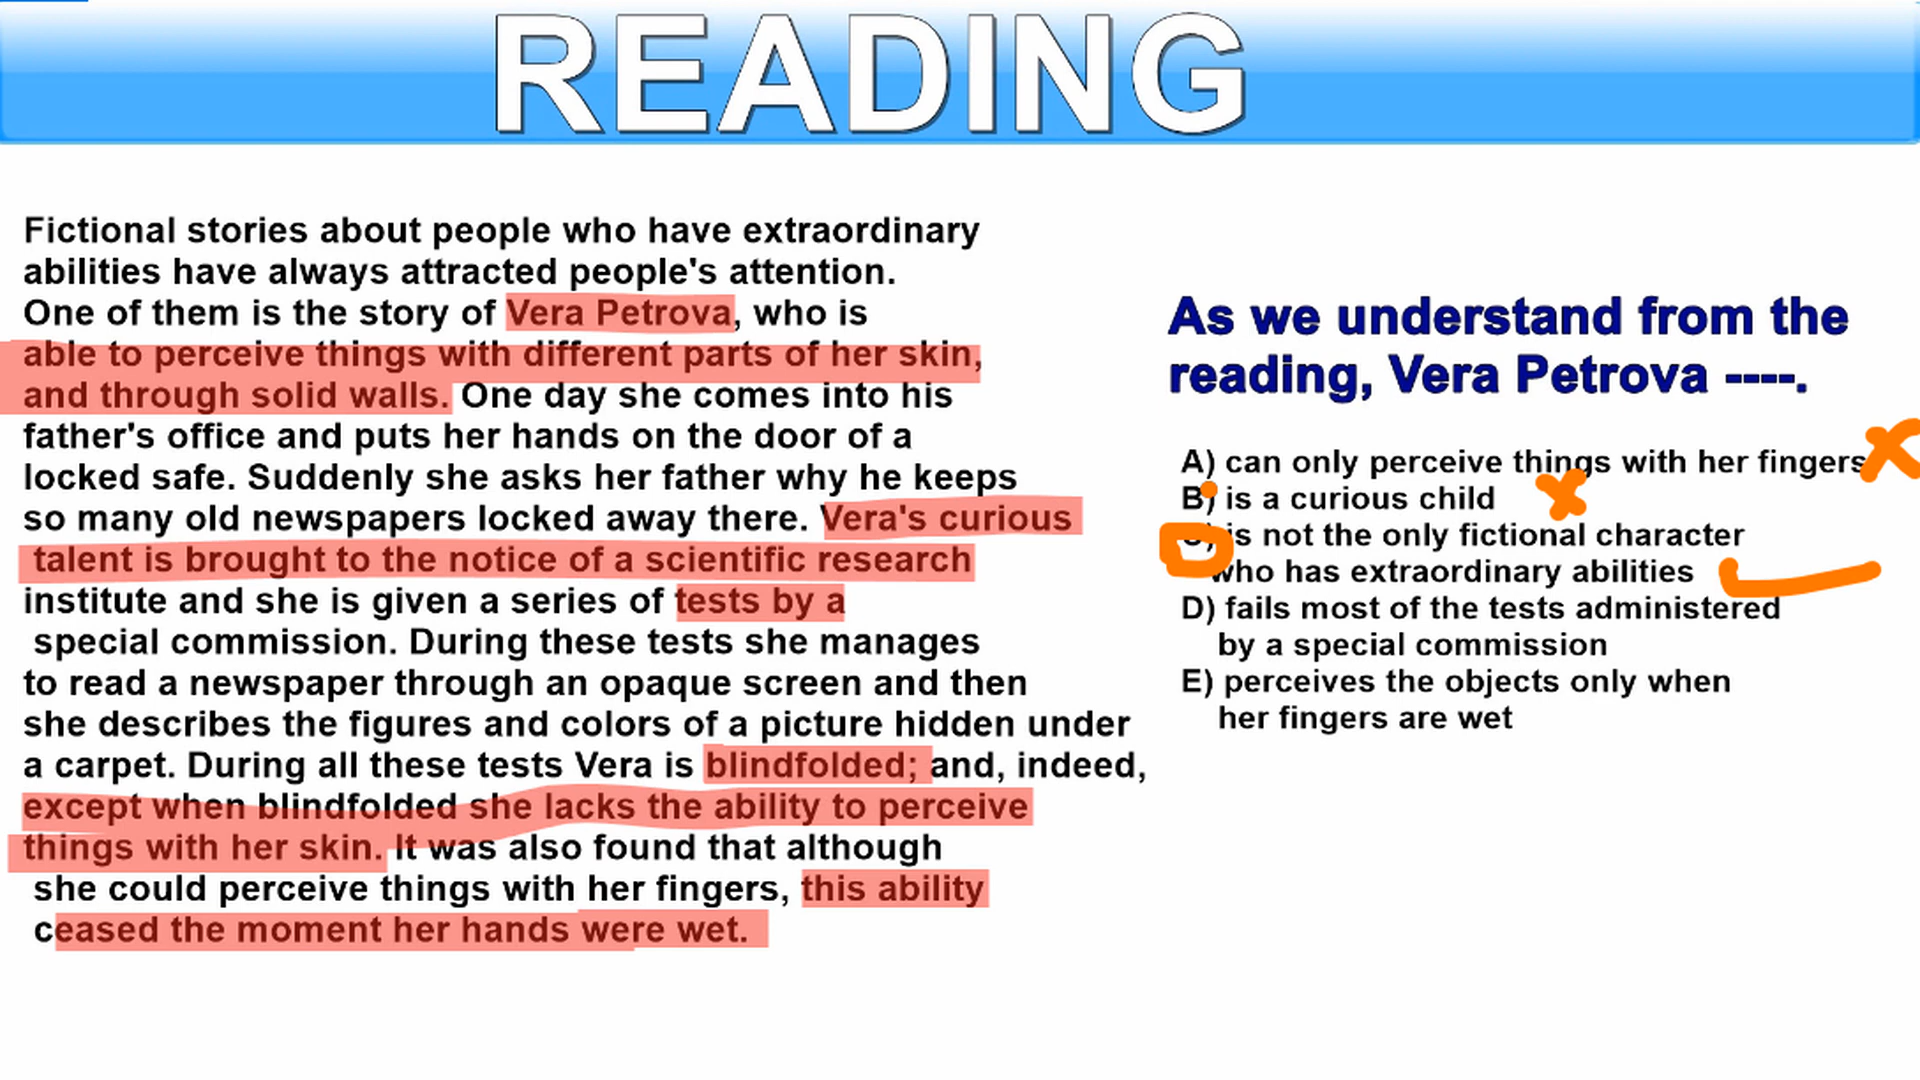 READING
Fictional stories about people who have extraordinary
abilities have always attracted people's attention.
One of them is the story of Vera Petrova, who is
able to perceive things with different parts of her skin,
and through solid walls. One day she comes into his
father's office and puts her hands on the door of a
locked safe. Suddenly she asks her father why he keeps
so many old newspapers locked away there. Vera's curious
talent is brought to the notice of a scientific research
institute and she is given a series of tests by a
special commission. During these tests she manages
to read a newspaper through an opaque screen and then
she describes the figures and colors of a picture hidden under
a carpet. During all these tests Vera is blindfolded; and, indeed,
except when blindfolded she lacks the ability to perceive
things with her skin. It was also found that although
she could perceive things with her fingers, this ability
ceased the moment her hands were wet.
As we understand from the
reading, Vera Petrova ----.
A) can only perceive things with her fingers
B) is a curious child
C) is not the only fictional character
who has extraordinary abilities
D) fails most of the tests administered
by a special commission
E) perceives the objects only when
her fingers are wet